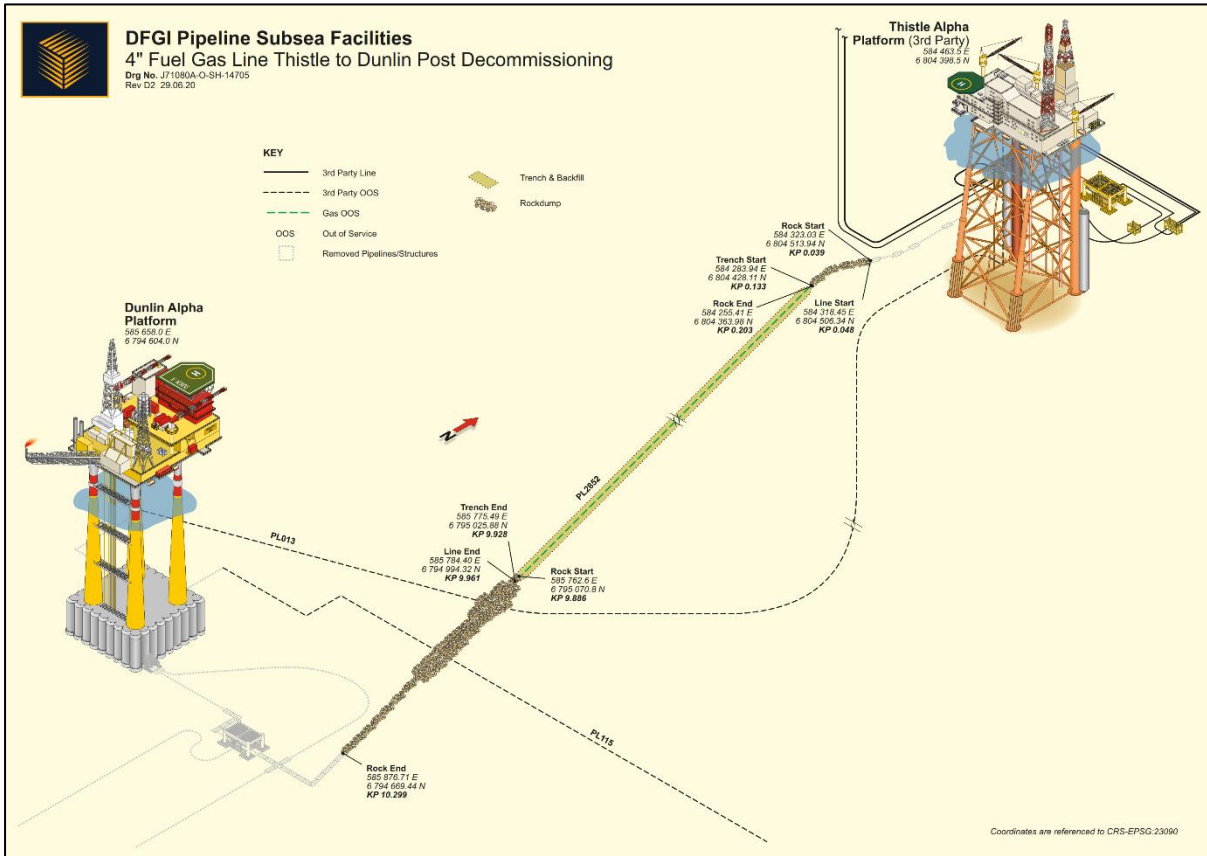 DFGI Pipeline Subsea Facilities
4" Fuel Gas Line Thistle to Dunlin Post Decommissioning
Drg No. J71080A-O-SH-14705
Rev D2 29.06.20
KEY
3rd Party Line
3rd Party OOS
Gas OOS
OOS Out of Service
Removed Pipelines/Structures
Trench & Backfill
Rockdump
Thistle Alpha
Platform (3rd Party)
584 463.5 E
6 804 398.5 N
Rock Start
584 323.03 E
6 804 513.94 N
KP 0.039
Trench Start
584 283.94 E
6 804 428.11 N
KP 0.133
Rock End
584 255.41 E
6 804 363.98 N
KP 0.203
Line Start
584 318.45 E
6 804 506.34 N
KP 0.048
Dunlin Alpha
Platform
585 658.0 E
6 794 604.0 N
H
H
N
PL2852
PL013
Trench End
585 775.49 E
6 795 025.88 N
KP 9.928
Line End
585 784.40 E
6 794 994.32 N
KP 9.961
Rock Start
585 762.6 E
6 795 070.8 N
KP 9.886
PL115
Rock End
585 876.71 E
6 794 669.44 N
KP 10.299
Coordinates are referenced to CRS-EPSG:23090